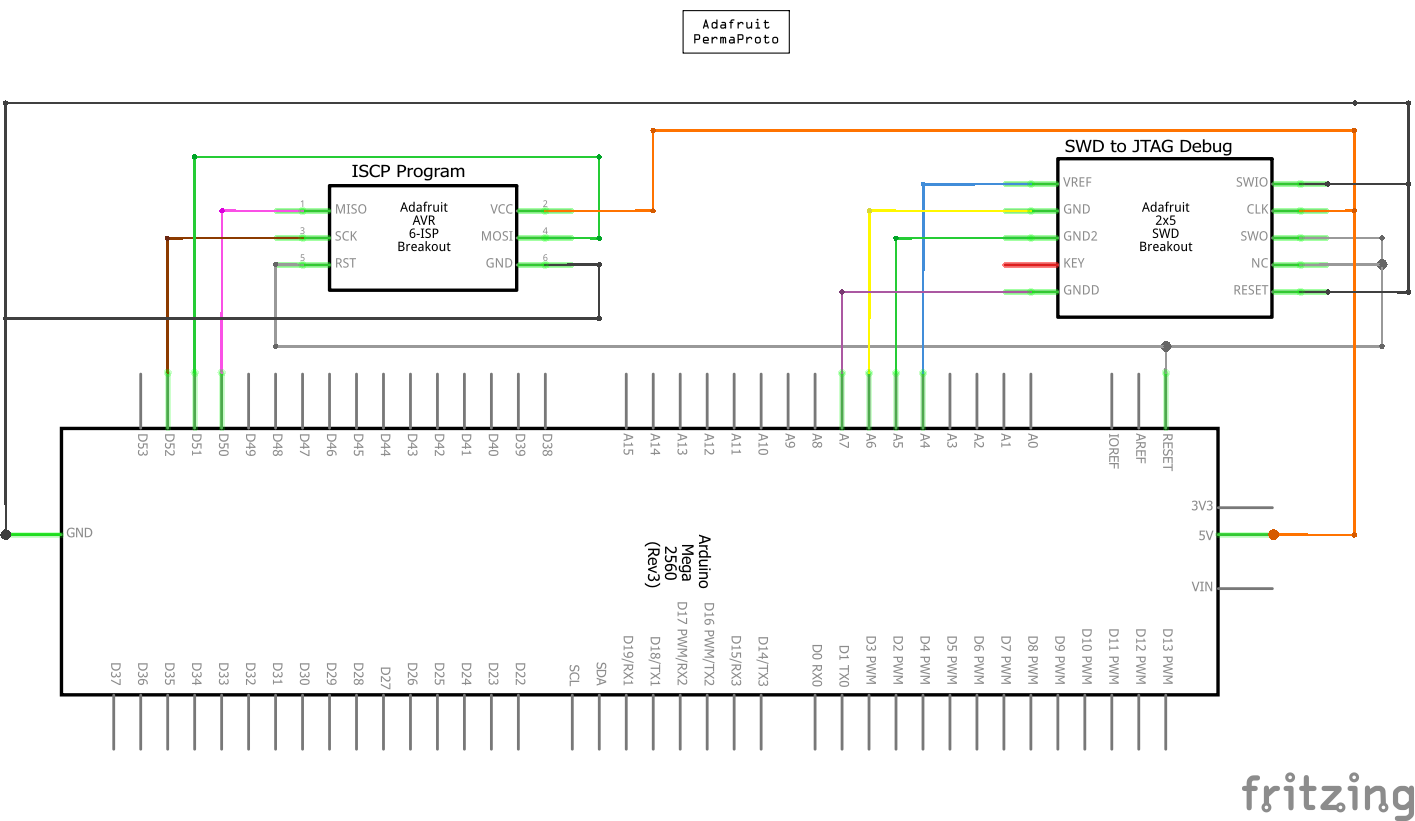 Adafruit
PermaProto
ISCP Program
SWD to JTAG Debug
1
MISO
3
SCK
5
RST
Adafruit
AVR
6-ISP
Breakout
VCC
2
MOSI
4
GND
6
VREF
GND
GND2
KEY
GNDD
Adafruit
2x5
SWD
Breakout
SWIO
CLK
SWO
NC
RESET
D53
D52
D51
D50
D49
D48
D47
D46
D45
D44
D43
D42
D41
D40
D39
D38
A15
A14
A13
A12
A11
A10
A9
A8
A7
A6
A5
A4
A3
A2
A1
A0
IOREF
AREF
RESET
GND
3V3
5V
VIN
Arduino
Mega
2560
(Rev3)
D37
D36
D35
D34
D33
D32
D31
D30
D29
D28
D27
D26
D25
D24
D23
D22
SCL
SDA
D19/RX1
D18/TX1
D17 PWM/RX2
D16 PWM/TX2
D15/RX3
D14/TX3
D0 RX0
D1 TX0
D3 PWM
D2 PWM
D4 PWM
D5 PWM
D6 PWM
D7 PWM
D8 PWM
D9 PWM
D10 PWM
D11 PWM
D12 PWM
D13 PWM
fritzing